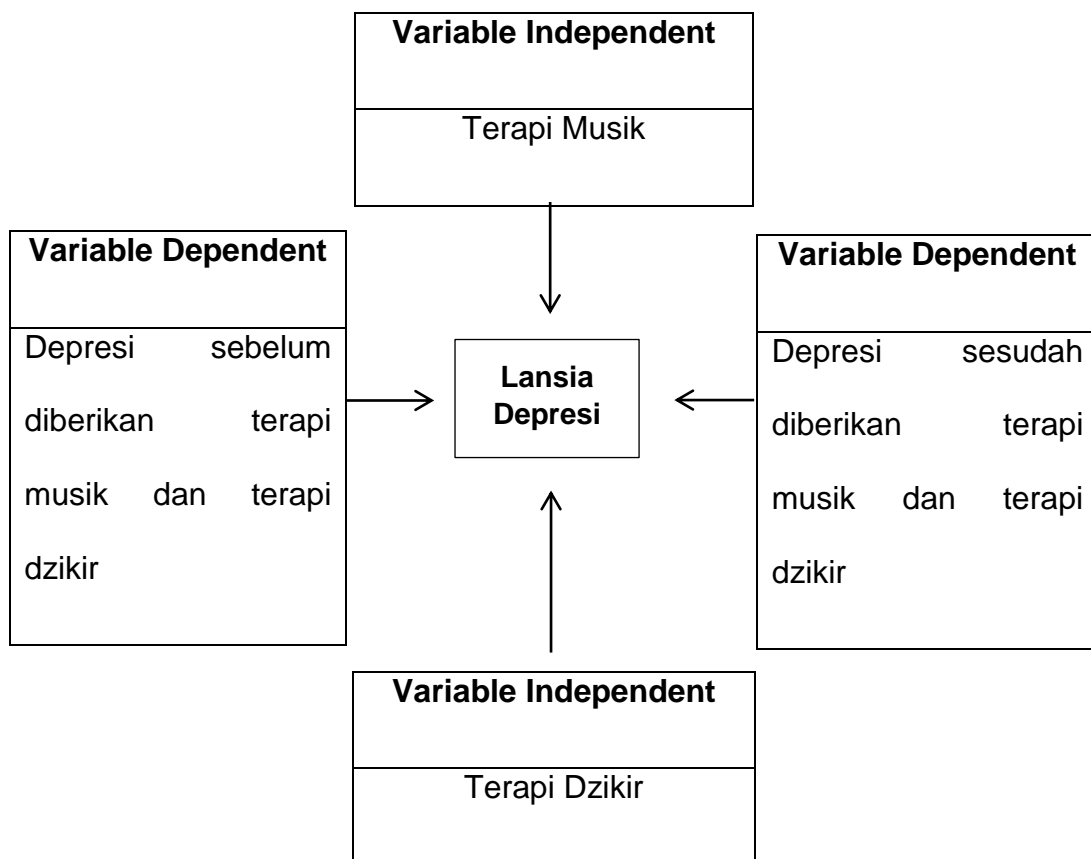 Variable Independent
Terapi Musik
Variable Dependent
Depresi sebelum
diberikan terapi
musik dan terapi
dzikir
Lansia
Depresi
Variable Dependent
Depresi sesudah
diberikan terapi
musik dan terapi
dzikir
Variable Independent
Terapi Dzikir